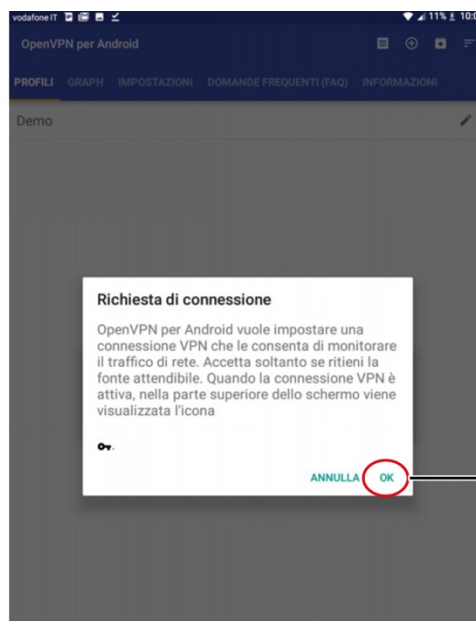 vodafone IT 11% 10:0
OpenVPN per Android
PROFILI GRAPH IMPOSTAZIONI DOMANDE FREQUENTI (FAQ) INFORMAZIONI
Demo
Richiesta di connessione
OpenVPN per Android vuole impostare una
connessione VPN che le consenta di monitorare
il traffico di rete. Accetta soltanto se ritieni la
fonte attendibile. Quando la connessione VPN è
attiva, nella parte superiore dello schermo viene
visualizzata l'icona
.
ANNULLA OK